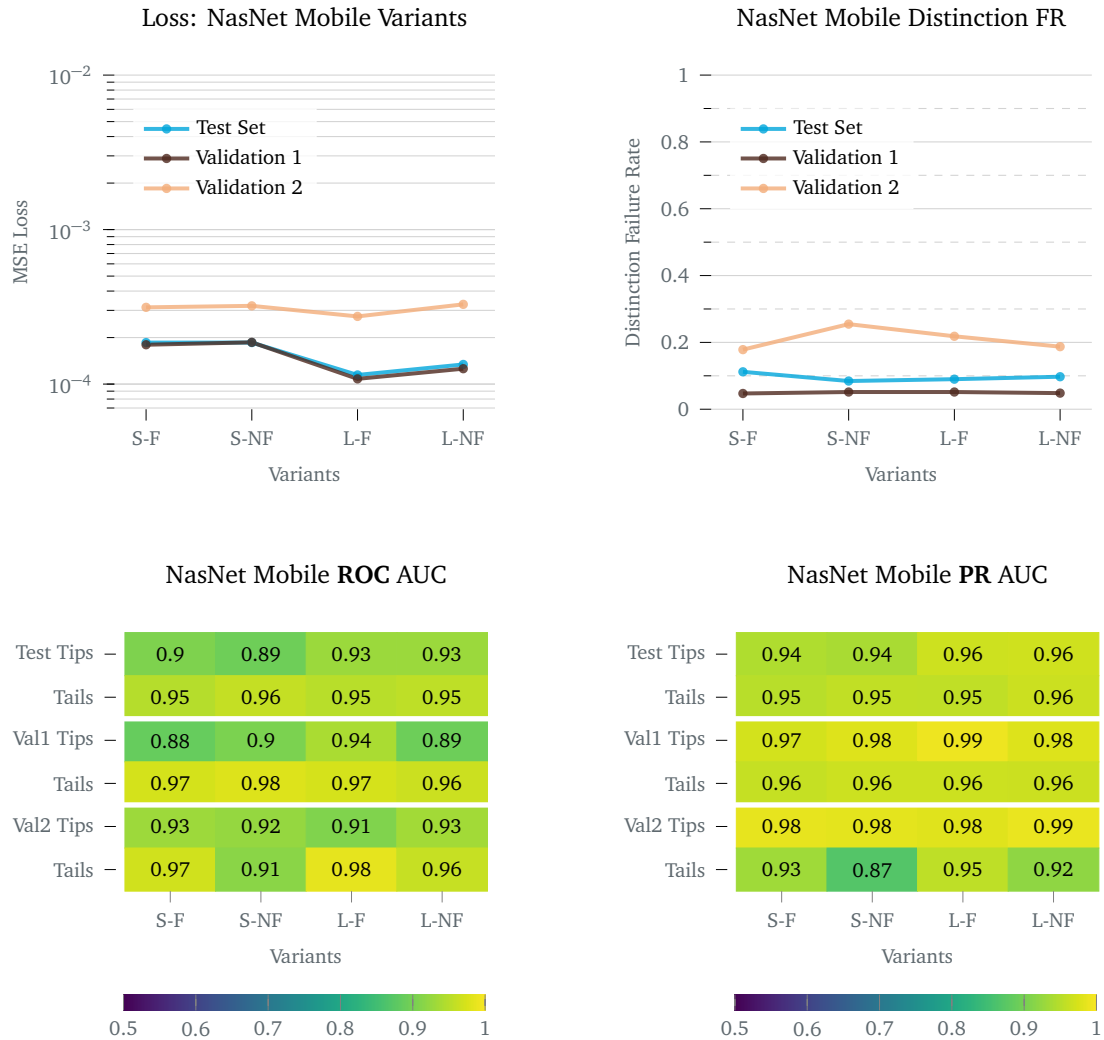 Loss: NasNet Mobile Variants
10−2
10−3
10−4
MSE Loss
Test Set
Validation 1
Validation 2
S-F S-NF L-F L-NF
Variants
NasNet Mobile Distinction FR
1
0.8
0.6
0.4
0.2
0
Distinction Failure Rate
Test Set
Validation 1
Validation 2
S-F S-NF L-F L-NF
Variants
NasNet Mobile ROC AUC
Test Tips 0.9 0.89 0.93 0.93
Tails 0.95 0.96 0.95 0.95
Val1 Tips 0.88 0.9 0.94 0.89
Tails 0.97 0.98 0.97 0.96
Val2 Tips 0.93 0.92 0.91 0.93
Tails 0.97 0.91 0.98 0.96
S-F S-NF L-F L-NF
Variants
0.5 0.6 0.7 0.8 0.9 1
NasNet Mobile PR AUC
Test Tips 0.94 0.94 0.96 0.96
Tails 0.95 0.95 0.95 0.96
Val1 Tips 0.97 0.98 0.99 0.98
Tails 0.96 0.96 0.96 0.96
Val2 Tips 0.98 0.98 0.98 0.99
Tails 0.93 0.87 0.95 0.92
S-F S-NF L-F L-NF
Variants
0.5 0.6 0.7 0.8 0.9 1